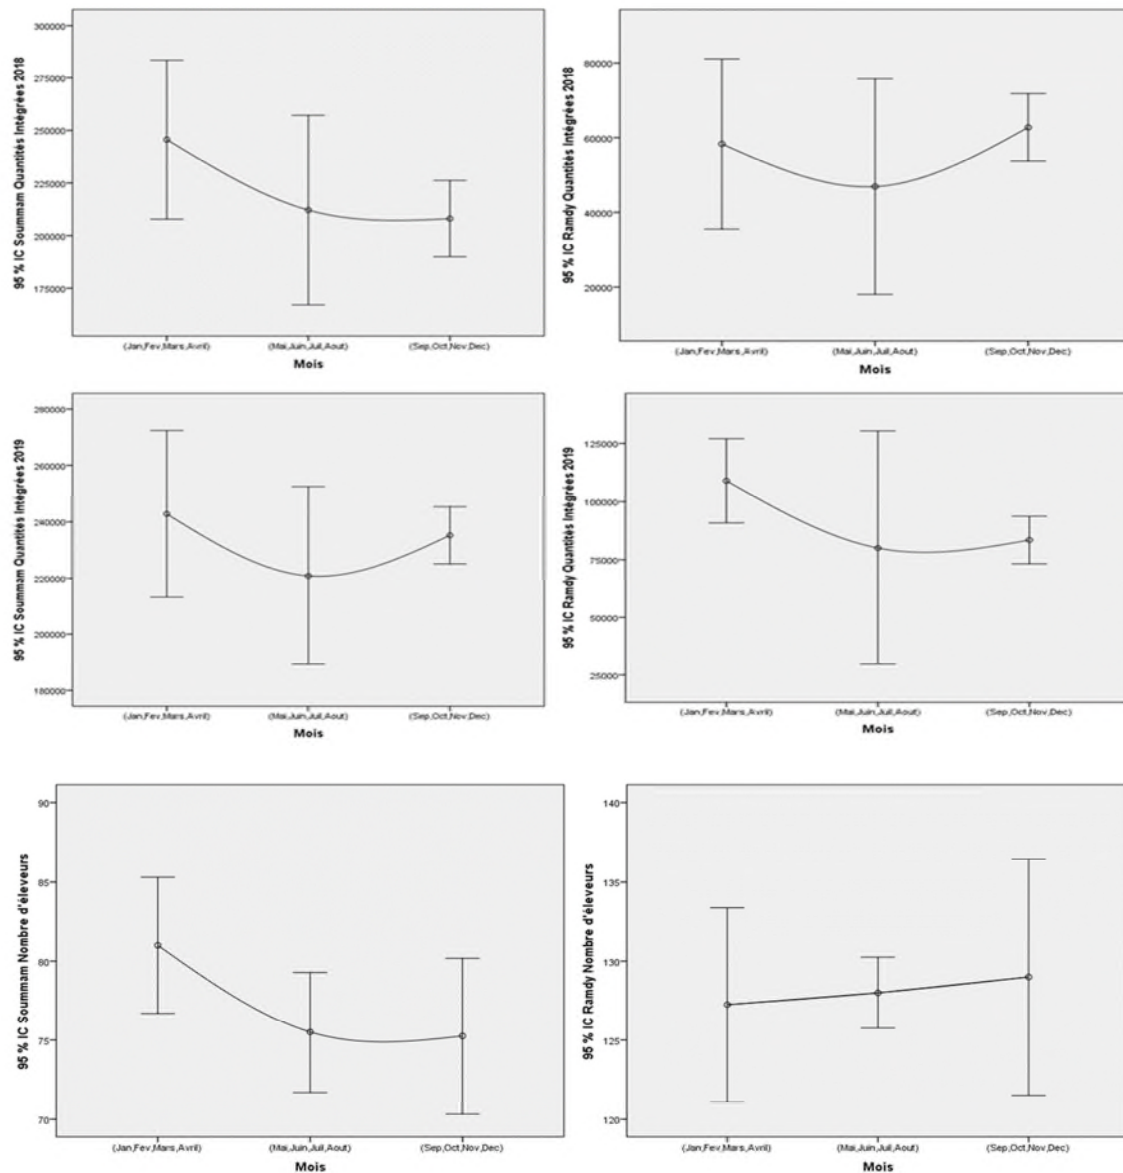 95 % IC Soummam Quantités Intégrées 2018
300000
275000
250000
225000
200000
175000
(Jan,Fev,Mars,Avril)
(Mai,Juin,Juil,Aout)
(Sep,Oct,Nov,Dec)
Mois
95 % IC Ramdy Quantités Intégrées 2018
80000
60000
40000
20000
(Jan,Fev,Mars,Avril)
(Mai,Juin,Juil,Aout)
(Sep,Oct,Nov,Dec)
Mois
95 % IC Soummam Quantités Intégrées 2019
280000
260000
240000
220000
200000
180000
(Jan,Fev,Mars,Avril)
(Mai,Juin,Juil,Aout)
(Sep,Oct,Nov,Dec)
Mois
95 % IC Ramdy Quantités Intégrées 2019
125000
100000
75000
50000
25000
(Jan,Fev,Mars,Avril)
(Mai,Juin,Juil,Aout)
(Sep,Oct,Nov,Dec)
Mois
95 % IC Soummam Nombre d'éleveurs
90
85
80
75
70
(Jan,Fev,Mars,Avril)
(Mai,Juin,Juil,Aout)
(Sep,Oct,Nov,Dec)
Mois
95 % IC Ramdy Nombre d'éleveurs
140
135
130
125
120
(Jan,Fev,Mars,Avril)
(Mai,Juin,Juil,Aout)
(Sep,Oct,Nov,Dec)
Mois